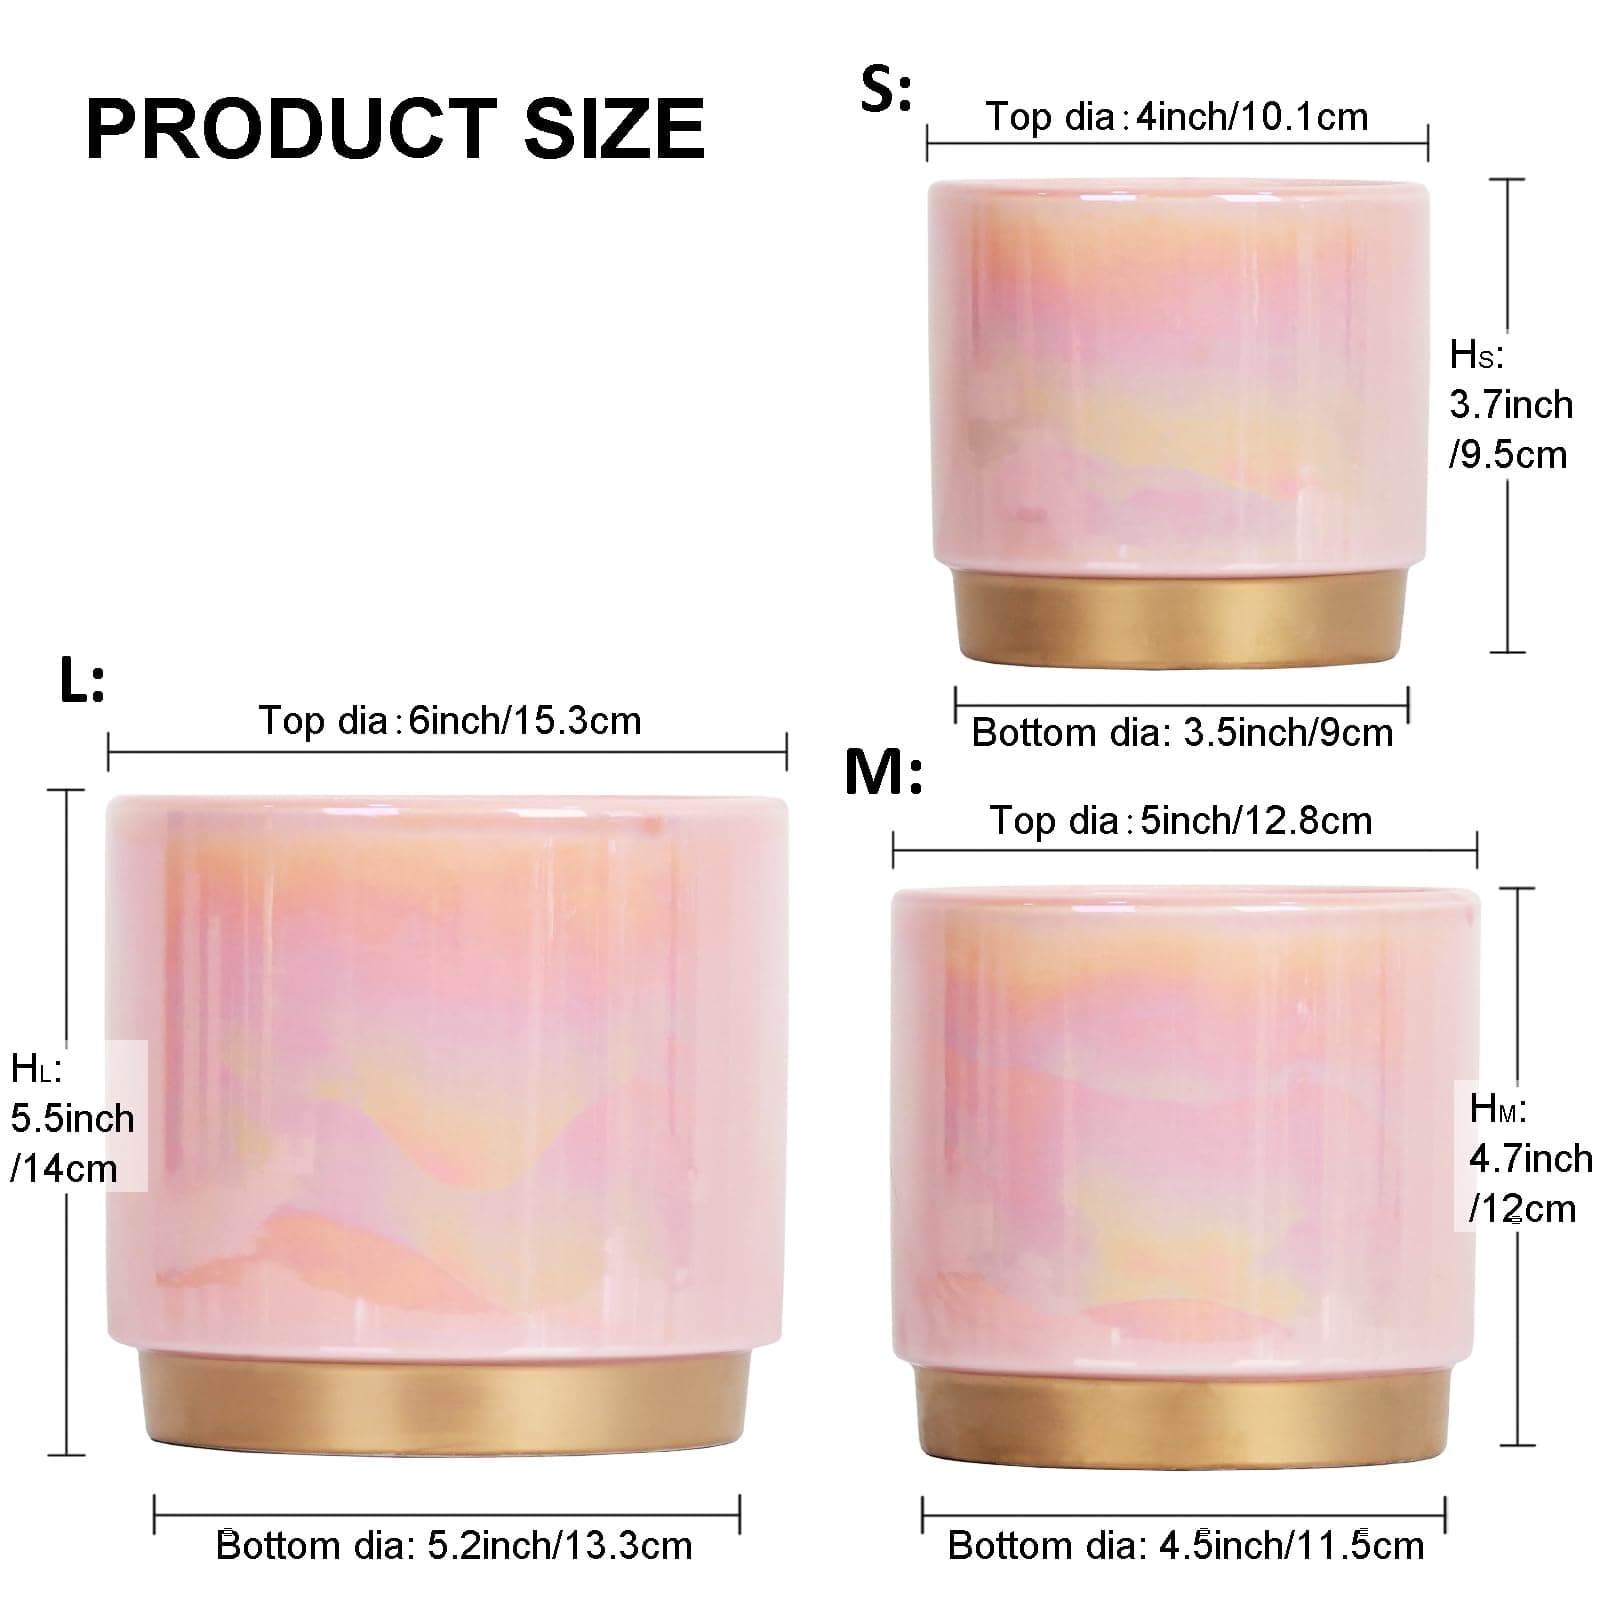 PRODUCT SIZE
S:
Top dia:4inch/10.1cm
Hs:
3.7inch
/9.5cm
Bottom dia: 3.5inch/9cm
L:
Top dia:6inch/15.3cm
HL:
5.5inch
/14cm
Bottom dia: 5.2inch/13.3cm
M:
Top dia:5inch/12.8cm
HM:
4.7inch
/12cm
Bottom dia: 4.5inch/11.5cm